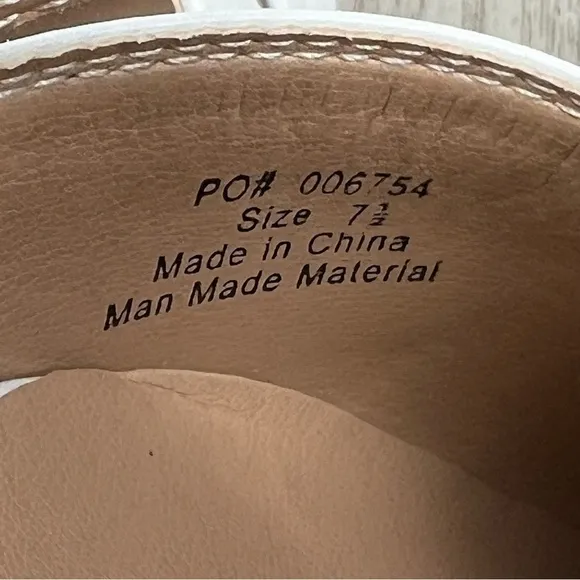 PO# 006754
Size 7½
Made in China
Man Made Material